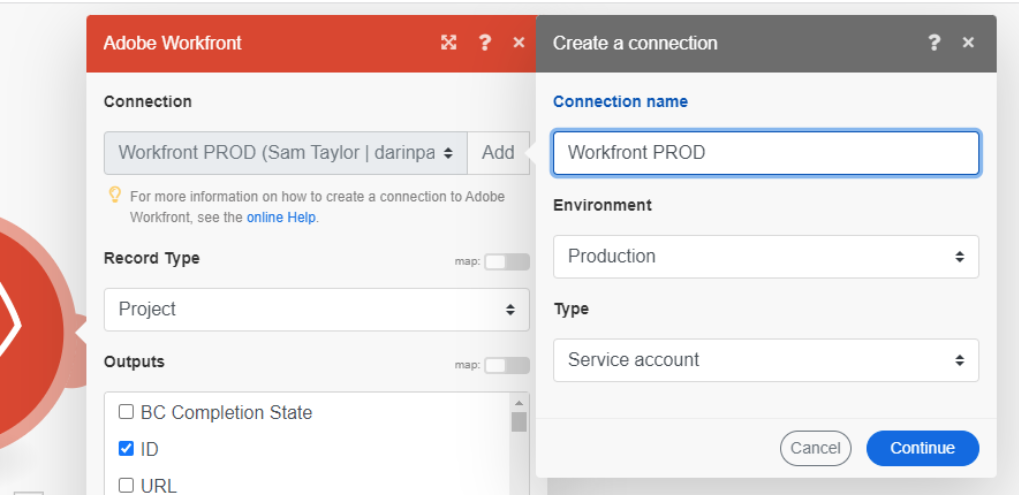 Adobe Workfront
?
×
Connection
Workfront PROD (Sam Taylor | darinpa
Add
For more information on how to create a connection to Adobe
Workfront, see the online Help.
Record Type
map:
Project
Outputs
map:
BC Completion State
ID
URL
Create a connection
?
×
Connection name
Workfront PROD
Environment
Production
Type
Service account
Cancel
Continue